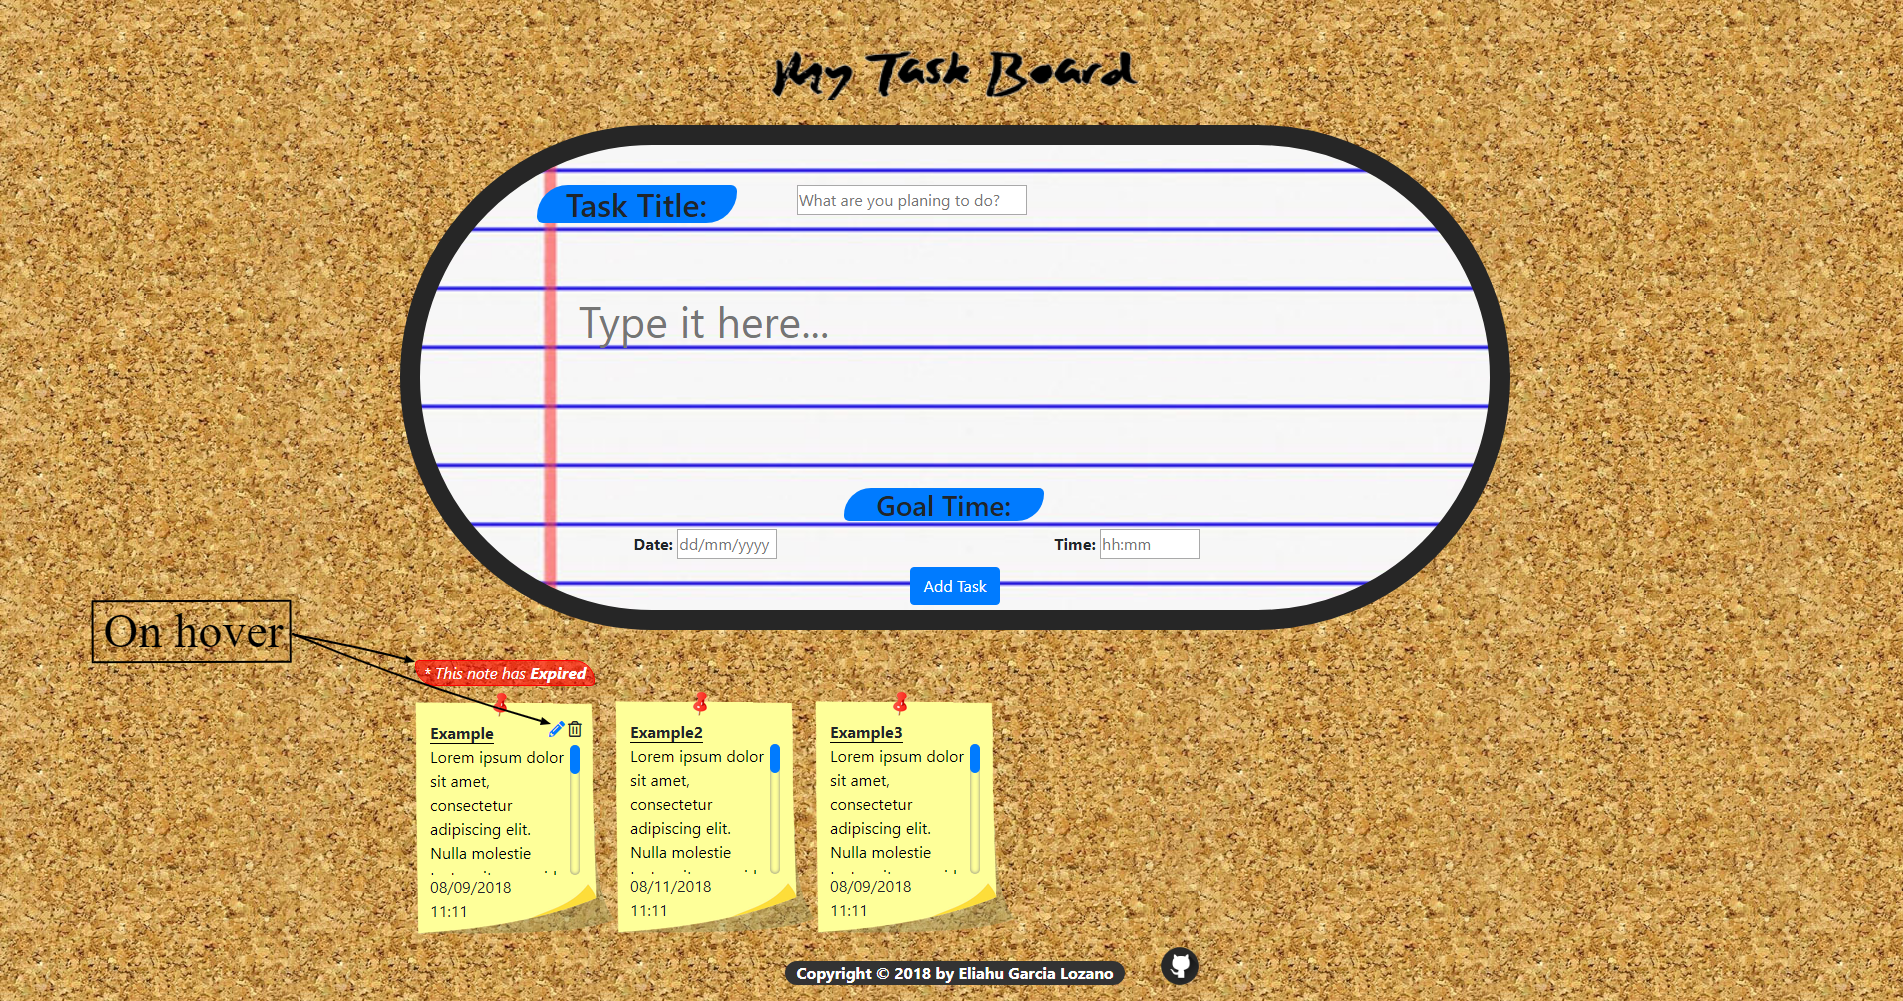 My Task Board
Task Title:
What are you planing to do?
Type it here...
Goal Time:
Date: dd/mm/yyyy
Time: hh:mm
Add Task
On hover
* This note has Expired
Example
Lorem ipsum dolor
sit amet,
consectetur
adipiscing elit.
Nulla molestie
08/09/2018
11:11
Example2
Lorem ipsum dolor
sit amet,
consectetur
adipiscing elit.
Nulla molestie
08/11/2018
11:11
Example3
Lorem ipsum dolor
sit amet,
consectetur
adipiscing elit.
Nulla molestie
08/09/2018
11:11
Copyright © 2018 by Eliahu Garcia Lozano